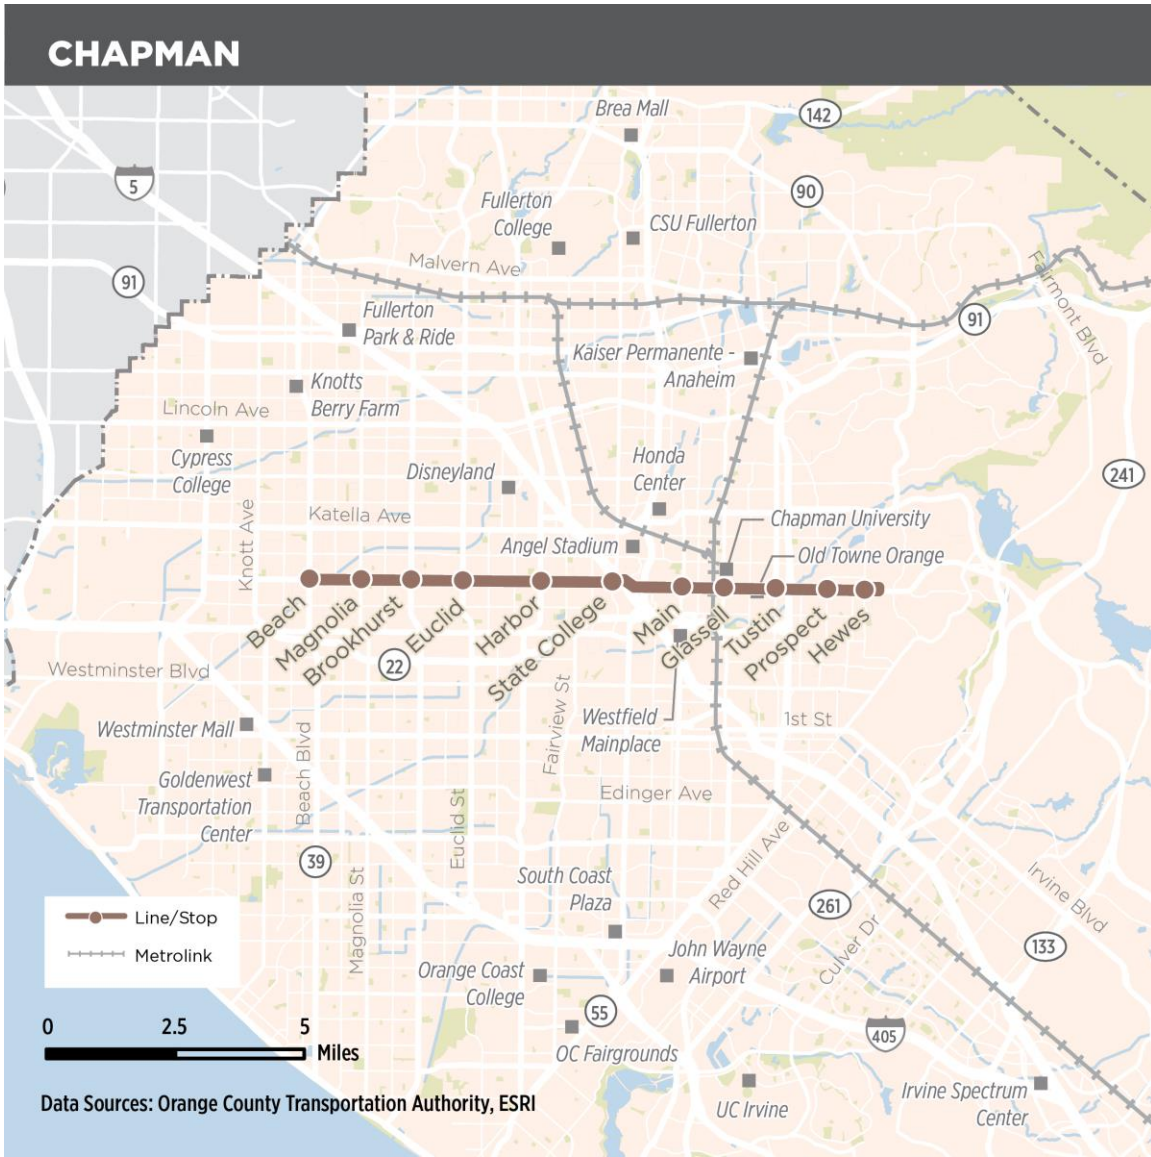 CHAPMAN
Brea Mall
142
5
90
Fullerton
College
CSU Fullerton
Malvern Ave
91
Fairmont Blvd
91
Fullerton
Park & Ride
Kaiser Permanente -
Anaheim
Knotts
Berry Farm
Lincoln Ave
Cypress
College
Disneyland
Honda
Center
241
Knott Ave
Katella Ave
Chapman University
Angel Stadium
Old Towne Orange
Beach
Magnolia
Brookhurst
Euclid
Harbor
State College
Main
Glassell
Tustin
Prospect
Hewes
22
Westminster Blvd
Westminster Mall
Fairview St
Westfield
Mainplace
1st St
Goldenwest
Transportation
Center
Beach Blvd
Edinger Ave
Euclid St
39
Red Hill Ave
Magnolia St
South Coast
Plaza
261
Irvine Blvd
Culver Dr
133
Line/Stop
Metrolink
John Wayne
Airport
Orange Coast
College
55
405
OC Fairgrounds
UC Irvine
Irvine Spectrum
Center
0 2.5 5
Miles
Data Sources: Orange County Transportation Authority, ESRI